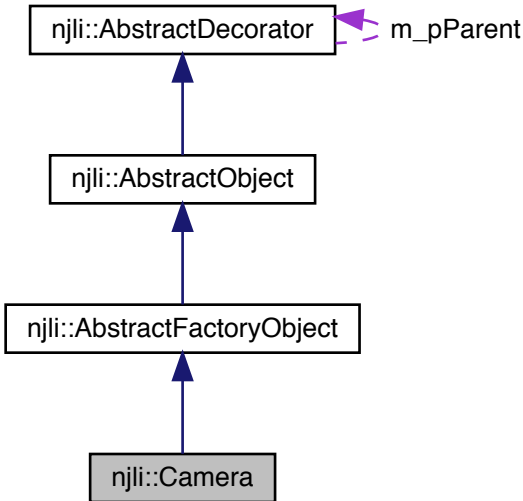 njli::AbstractDecorator
m_pParent
njli::AbstractObject
njli::AbstractFactoryObject
njli::Camera